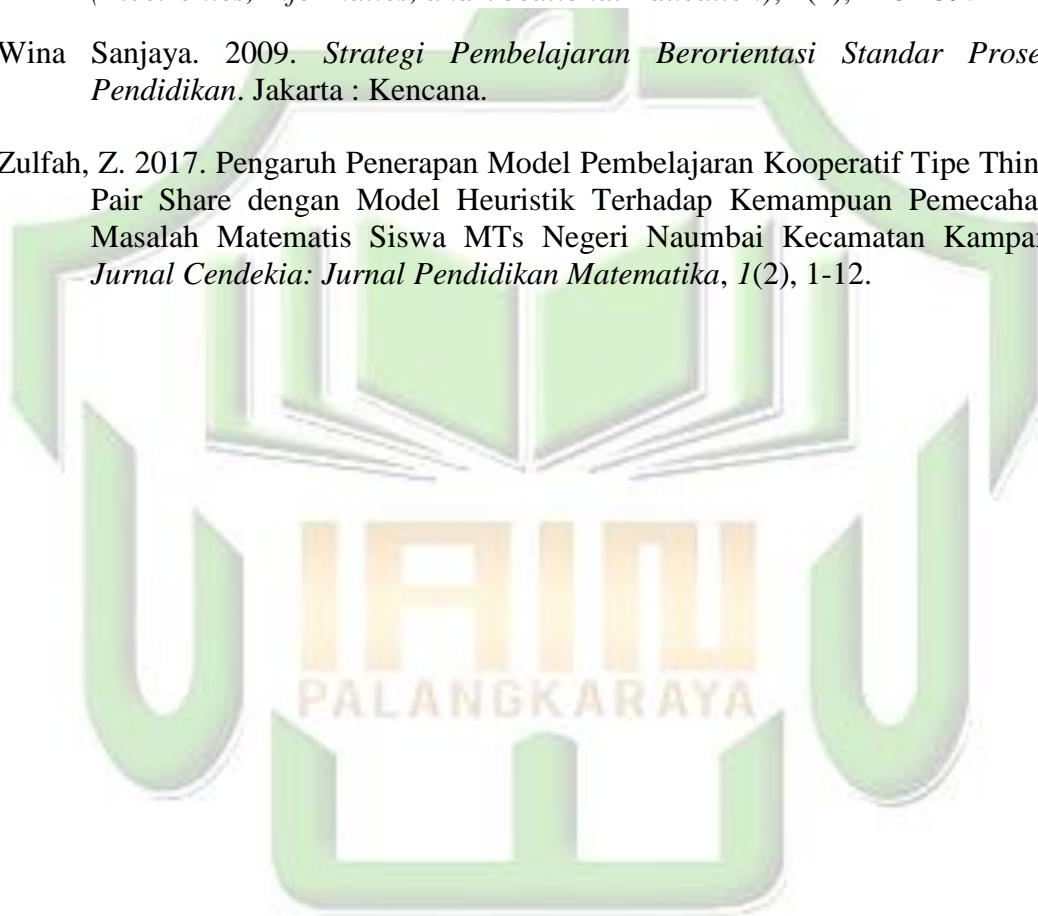 Wina Sanjaya. 2009. Strategi Pembelajaran Berorientasi Standar Prose
Pendidikan. Jakarta : Kencana.
Zulfah, Z. 2017. Pengaruh Penerapan Model Pembelajaran Kooperatif Tipe Thin
Pair Share dengan Model Heuristik Terhadap Kemampuan Pemecaha
Masalah Matematis Siswa MTs Negeri Naumbai Kecamatan Kampa
Jurnal Cendekia: Jurnal Pendidikan Matematika, 1(2), 1-12.
IAIN
PALANGKARAYA